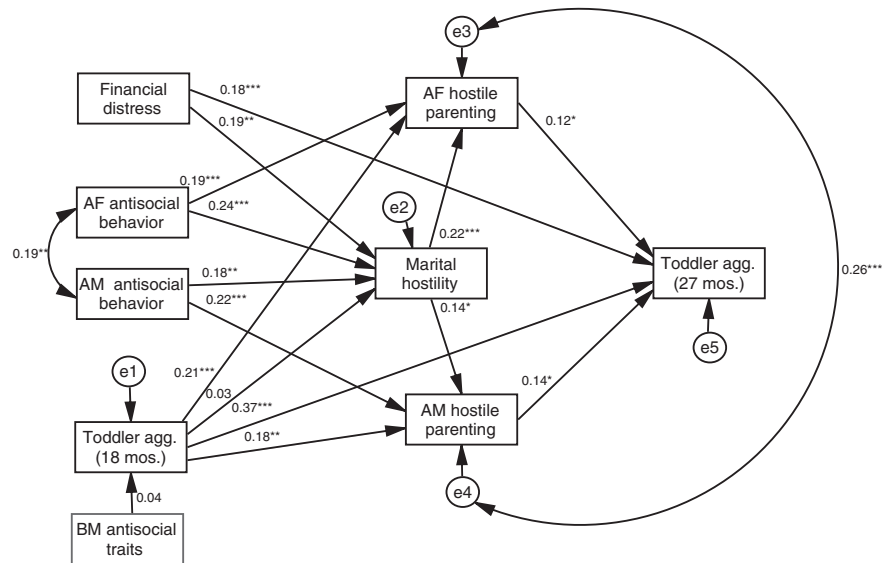 e3
Financial
distress
0.18***
AF hostile
parenting
0.12*
0.19**
0.19***
AF antisocial
behavior
0.24***
e2
0.22***
0.19**
AM  antisocial
behavior
0.18**
0.22***
Marital
hostility
0.14*
Toddler agg.
(27 mos.)
0.26***
e5
e1
0.21***
0.03
0.37***
0.14*
Toddler agg.
(18 mos.)
0.18**
AM hostile
parenting
e4
0.04
BM antisocial
traits